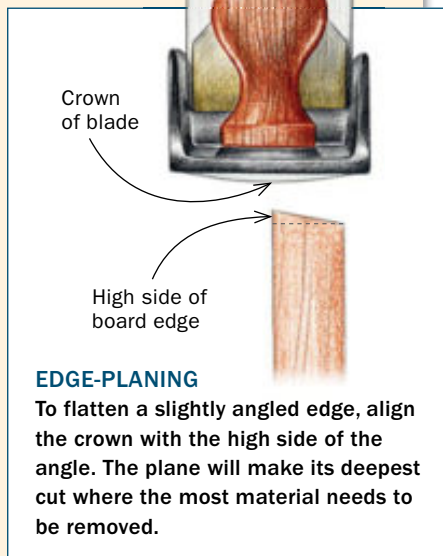 Crown
of blade
High side of
board edge
EDGE-PLANING
To flatten a slightly angled edge, align
the crown with the high side of the
angle. The plane will make its deepest
cut where the most material needs to
be removed.